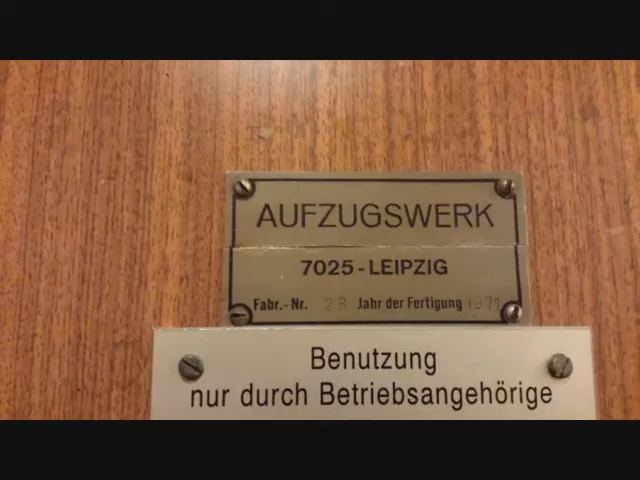 AUFZUGSWERK
7025-LEIPZIG
Fabr.-Nr. 28 Jahr der Fertigung 1971
Benutzung
nur durch Betriebsangehörige